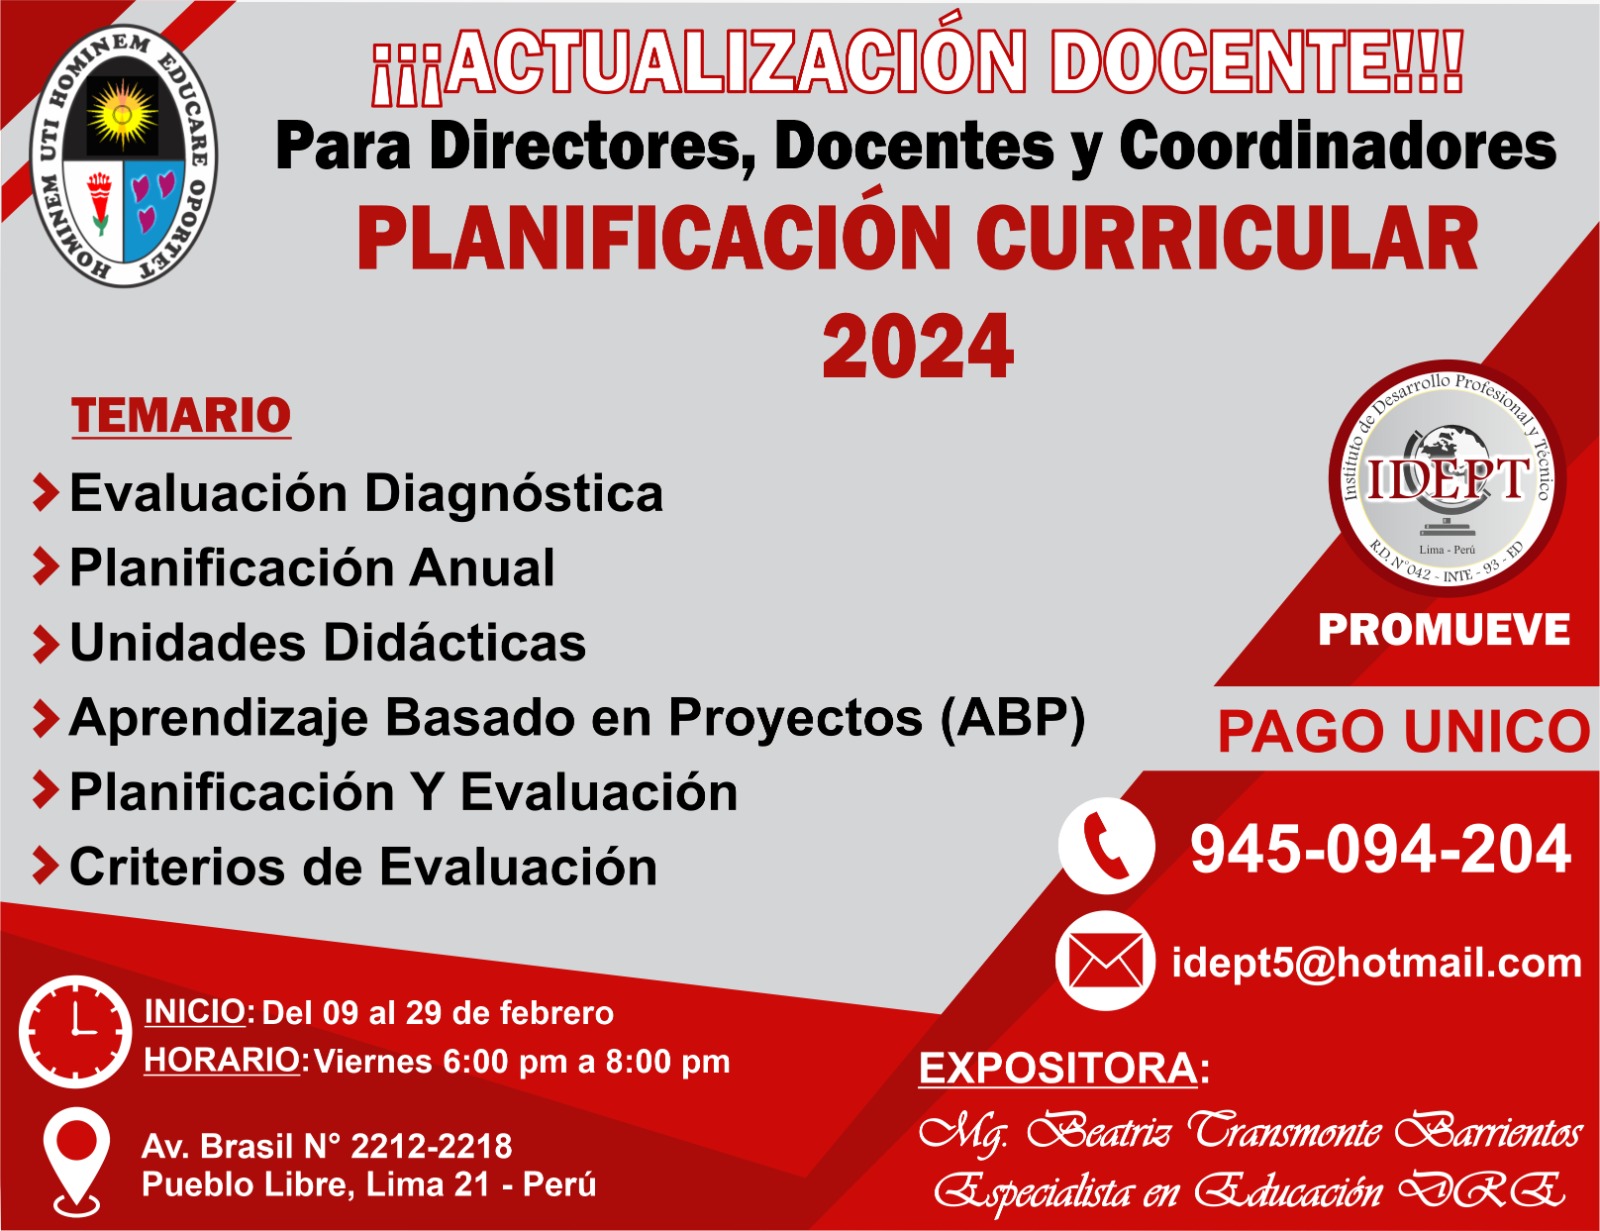 HOMINEM UTI HOMINEM EDUCARE OPORTET
¡¡¡ACTUALIZACIÓN DOCENTE!!!
Para Directores, Docentes y Coordinadores
PLANIFICACIÓN CURRICULAR
2024
TEMARIO
Evaluación Diagnóstica
Planificación Anual
Unidades Didácticas
Aprendizaje Basado en Proyectos (ABP)
Planificación Y Evaluación
Criterios de Evaluación
Instituto de Desarrollo Profesional y Técnico
IDEPT
Lima - Perú
R.D. N°042 - INTE - 93 - ED
PROMUEVE
PAGO UNICO
945-094-204
idept5@hotmail.com
INICIO: Del 09 al 29 de febrero
HORARIO: Viernes 6:00 pm a 8:00 pm
Av. Brasil N° 2212-2218
Pueblo Libre, Lima 21 - Perú
EXPOSITORA:
Mg. Beatriz Transmonte Barrientos
Especialista en Educación DRE